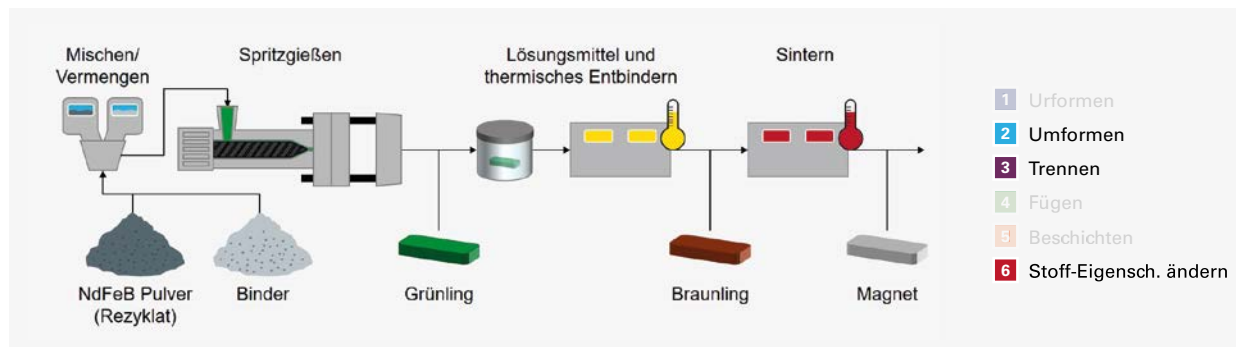 Mischen/
Vermengen
Spritzgießen
Lösungsmittel und
thermisches Entbindern
Sintern
NdFeB Pulver
(Rezyklat)
Binder
Grünling
Braunling
Magnet
1 Urformen
2 Umformen
3 Trennen
4 Fügen
5 Beschichten
6 Stoff-Eigensch. ändern